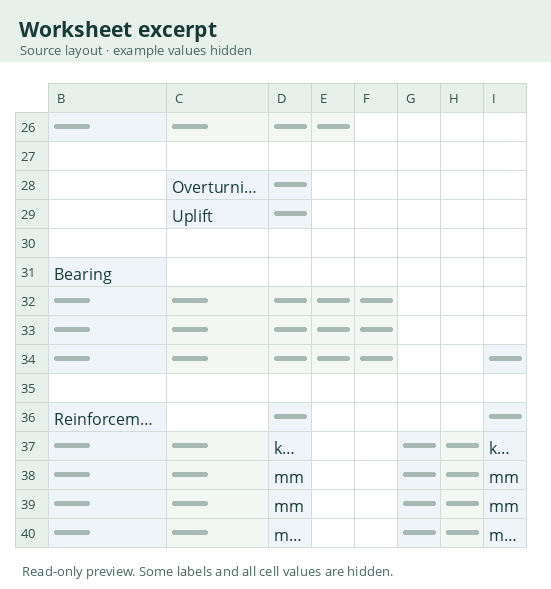 Worksheet excerpt
Source layout · example values hidden
B C D E F G H I
26
27
28 Overturni...
29 Uplift
30
31 Bearing
32
33
34
35
36 Reinforcem...
37 k... k...
38 mm mm
39 mm mm
40 m... m...
Read-only preview. Some labels and all cell values are hidden.